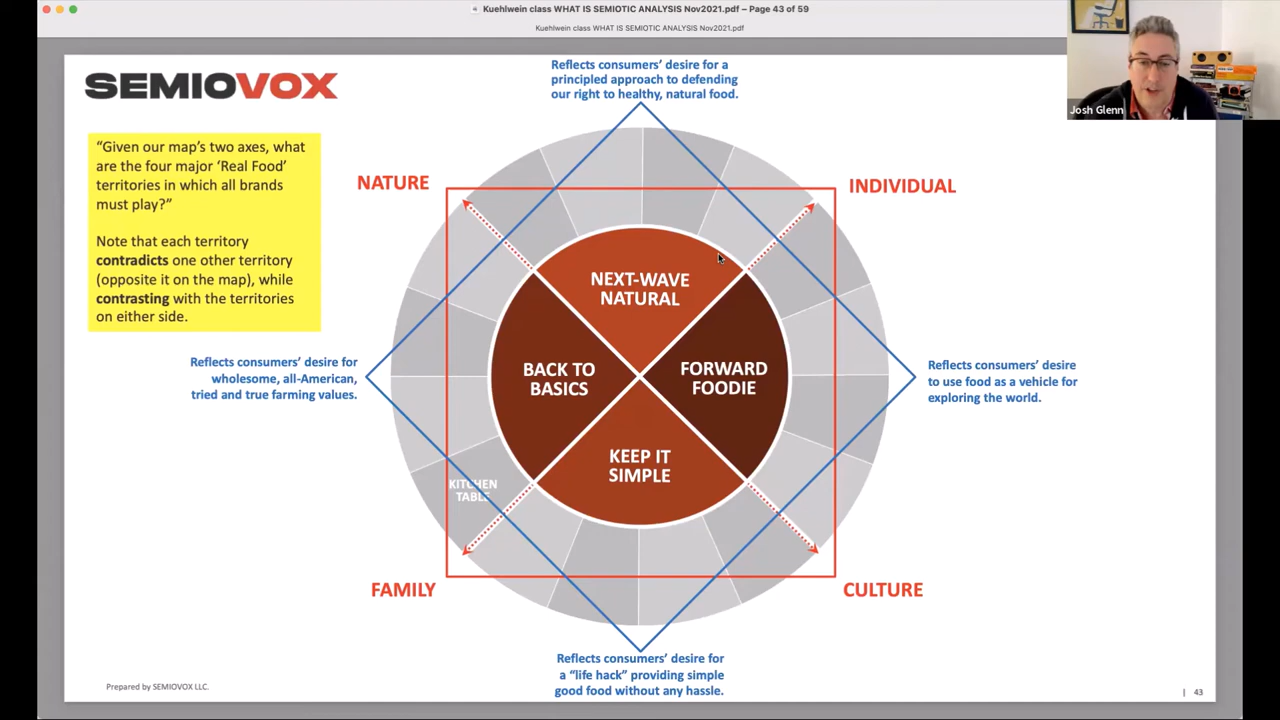 Kuehlwein class WHAT IS SEMIOTIC ANALYSIS Nov2021.pdf – Page 43 of 59
Kuehlwein class WHAT IS SEMIOTIC ANALYSIS Nov2021.pdf
Josh Glenn
SEMIOVOX
“Given our map’s two axes, what
are the four major ‘Real Food’
territories in which all brands
must play?”
Note that each territory
contradicts one other territory
(opposite it on the map), while
contrasting with the territories
on either side.
Reflects consumers’ desire for a
principled approach to defending
our right to healthy, natural food.
NATURE
INDIVIDUAL
NEXT-WAVE
NATURAL
BACK TO
BASICS
FORWARD
FOODIE
KEEP IT
SIMPLE
Reflects consumers’ desire for
wholesome, all-American,
tried and true farming values.
Reflects consumers’ desire
to use food as a vehicle for
exploring the world.
KITCHEN
TABLE
FAMILY
CULTURE
Reflects consumers’ desire for
a “life hack” providing simple
good food without any hassle.
Prepared by SEMIOVOX LLC.
| 43